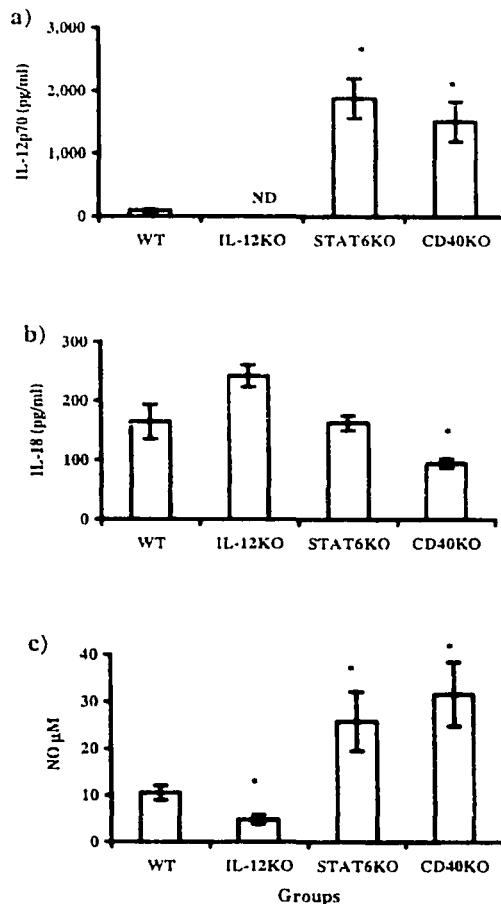 a)
IL-12p70 (pg/ml)
3,000
2,000
1,000
0
ND
WT IL-12KO STAT6KO CD40KO
b)
IL-18 (pg/ml)
300
200
100
0
WT IL-12KO STAT6KO CD40KO
c)
NO µM
40
30
20
10
0
WT IL-12KO STAT6KO CD40KO
Groups